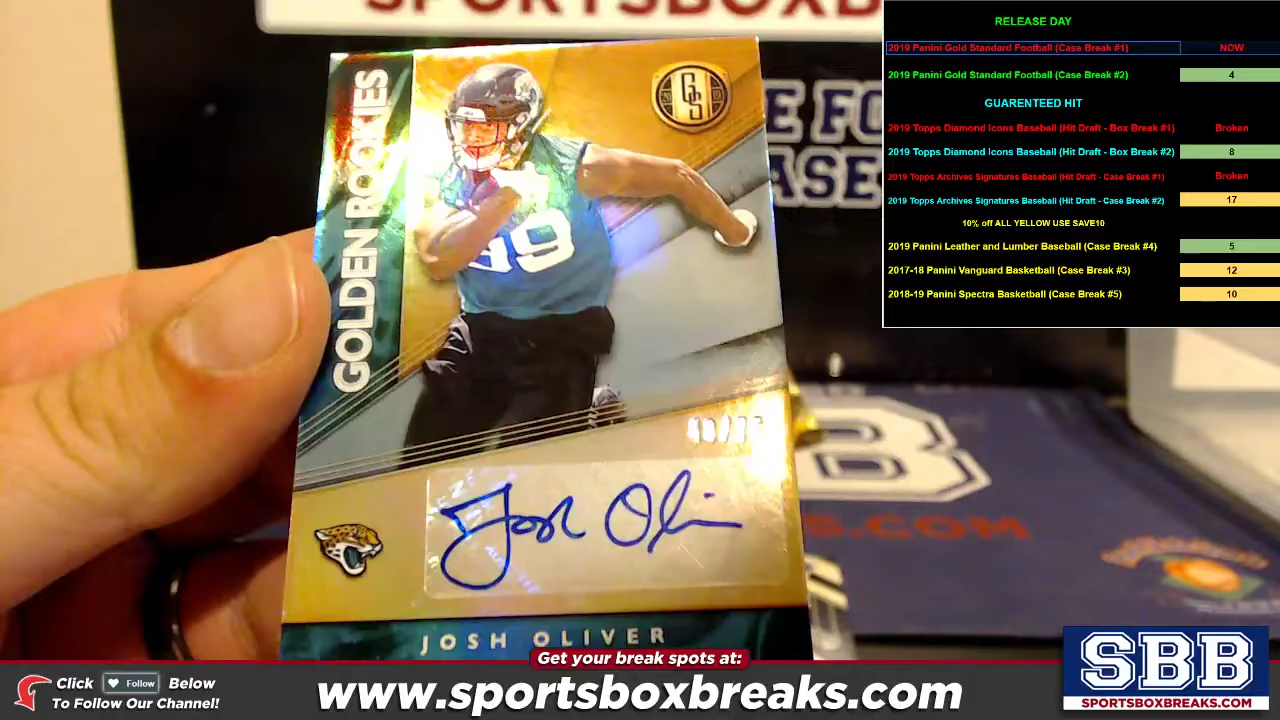 SPORTSBOXBREAKS
RELEASE DAY
2019 Panini Gold Standard Football (Case Break #1) NOW
2019 Panini Gold Standard Football (Case Break #2) 4
GUARENTEED HIT
2019 Topps Diamond Icons Baseball (Hit Draft - Box Break #1) Broken
2019 Topps Diamond Icons Baseball (Hit Draft - Box Break #2) 8
2019 Topps Archives Signatures Baseball (Hit Draft - Case Break #1) Broken
2019 Topps Archives Signatures Baseball (Hit Draft - Case Break #2) 17
10% off ALL YELLOW USE SAVE10
2019 Panini Leather and Lumber Baseball (Case Break #4) 5
2017-18 Panini Vanguard Basketball (Case Break #3) 12
2018-19 Panini Spectra Basketball (Case Break #5) 10
GOLDEN ROOKIES
GS
89
Josh Oli
JOSH OLIVER
B
.COM
Get your break spots at:
Click Follow Below
To Follow Our Channel!
www.sportsboxbreaks.com
SBB
SPORTSBOXBREAKS.COM